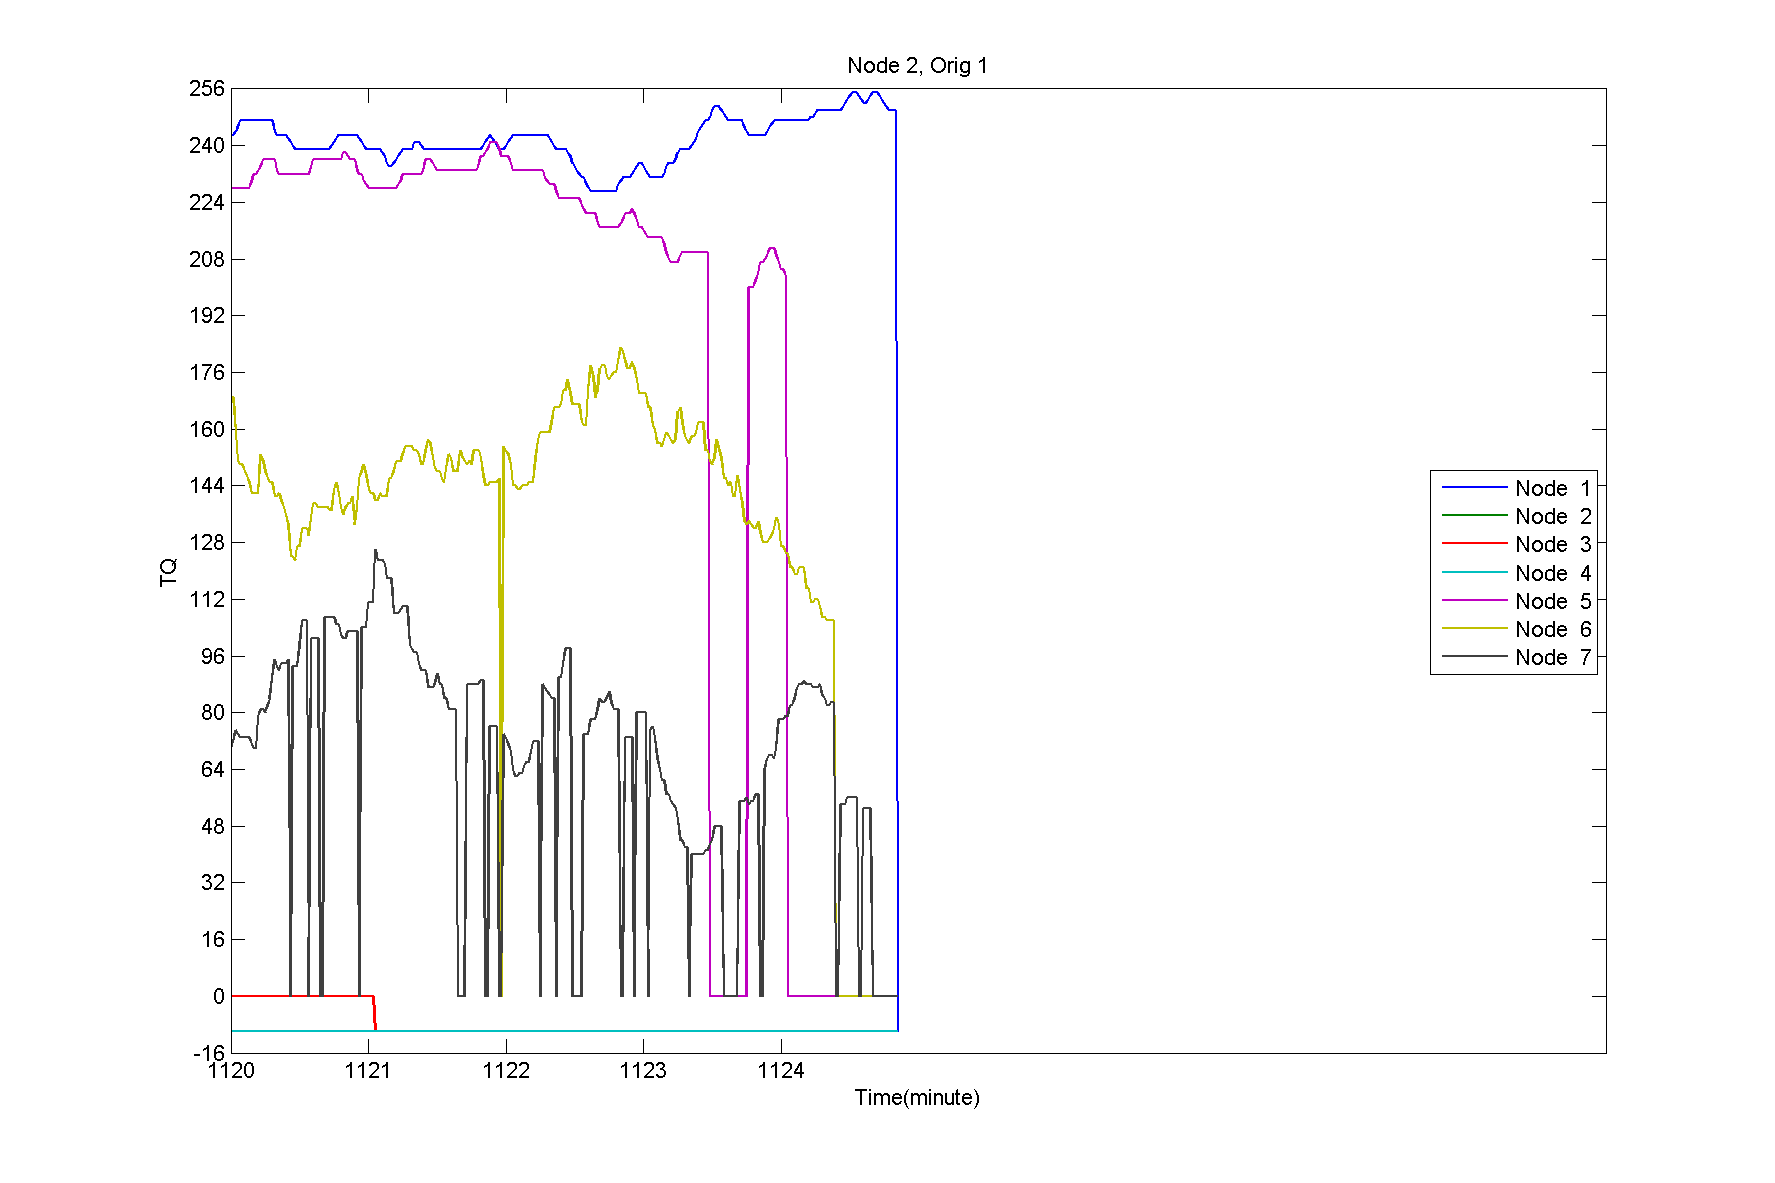 Node 2, Orig 1
256
240
224
208
192
176
160
144
128
112
96
80
64
48
32
16
0
-16
TQ
1120 1121 1122 1123 1124
Time(minute)
Node 1
Node 2
Node 3
Node 4
Node 5
Node 6
Node 7